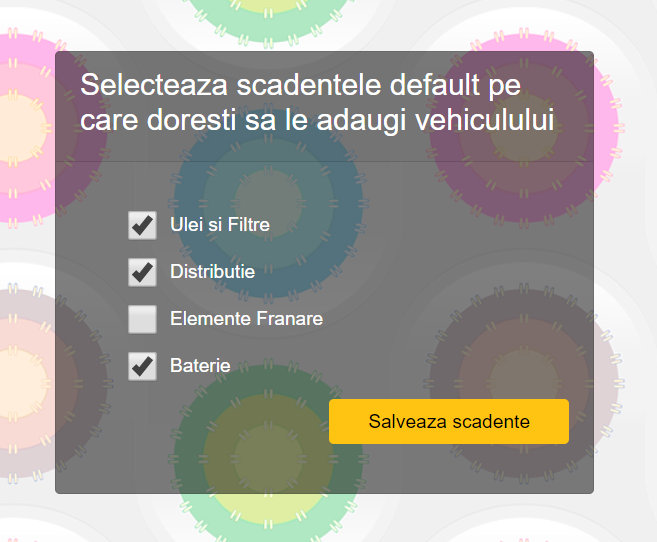 Selecteaza scadentele default pe
care doresti sa le adaugi vehiculului
Ulei si Filtre
Distributie
Elemente Franare
Baterie
Salveaza scadente